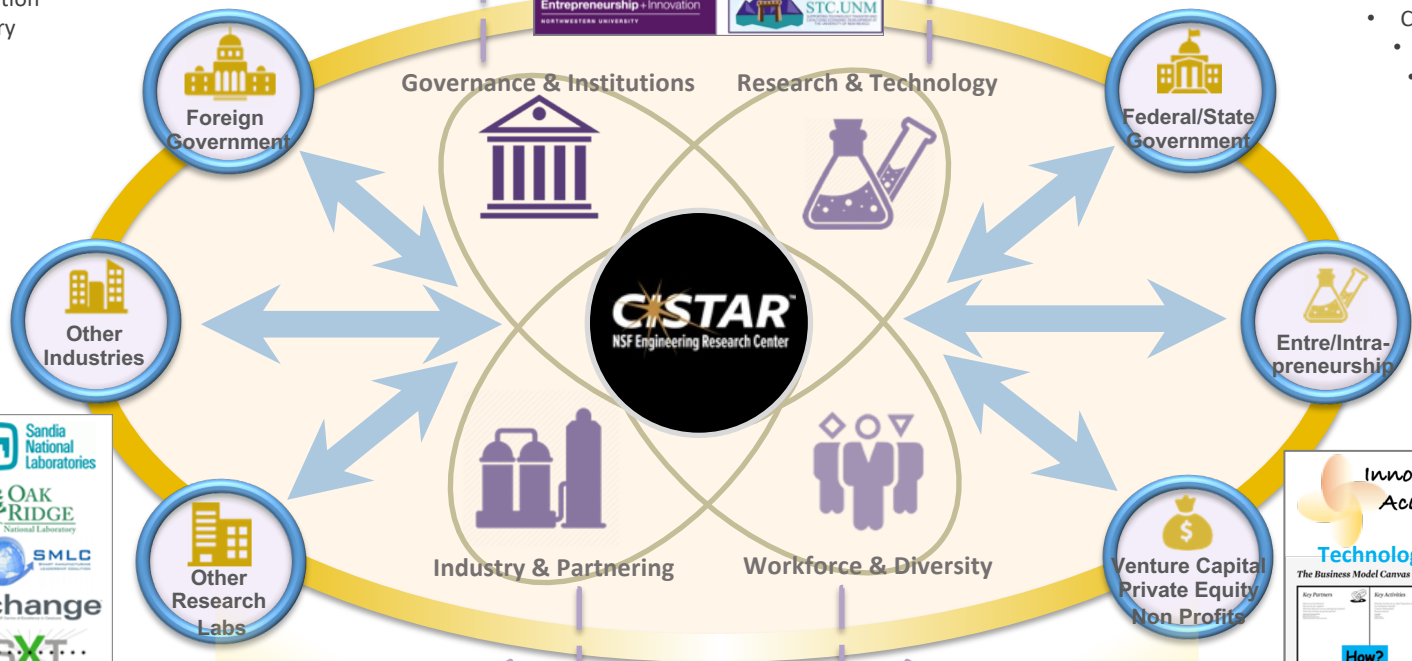 Entrepreneurship+Innovation
NORTHWESTERN UNIVERSITY
STC.UNM
Governance & Institutions
Research & Technology
Foreign
Government
Federal/State
Government
CISTAR™
NSF Engineering Research Center
Other
Industries
Entre/Intra-
preneurship
Sandia
National
Laboratories
OAK
RIDGE
National Laboratory
SMLC
Industry & Partnering
Workforce & Diversity
Other
Research
Labs
$
Venture Capital
Private Equity
Non Profits
The Business Model Canvas
Key Partners
Key Activities
How?